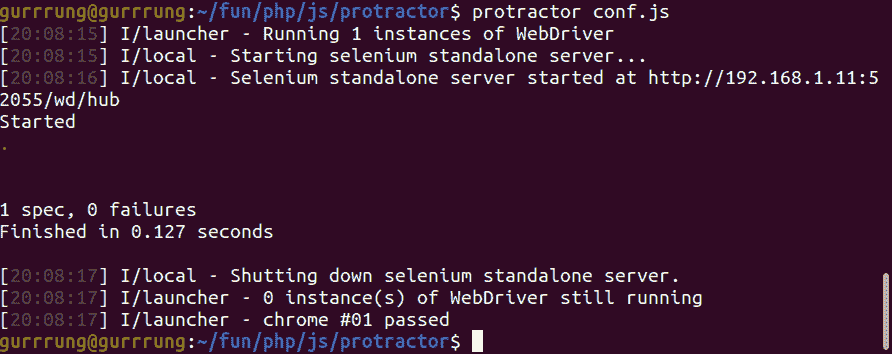 gurrrung@gurrrung:~/fun/php/js/protractor$ protractor conf.js
[20:08:15] I/launcher - Running 1 instances of WebDriver
[20:08:15] I/local - Starting selenium standalone server...
[20:08:16] I/local - Selenium standalone server started at http://192.168.1.11:5
2055/wd/hub
Started
.
1 spec, 0 failures
Finished in 0.127 seconds
[20:08:17] I/local - Shutting down selenium standalone server.
[20:08:17] I/launcher - 0 instance(s) of WebDriver still running
[20:08:17] I/launcher - chrome #01 passed
gurrrung@gurrrung:~/fun/php/js/protractor$